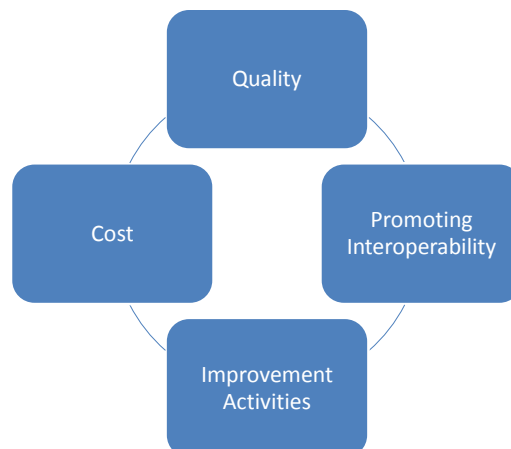 Quality
Cost
Promoting
Interoperability
Improvement
Activities